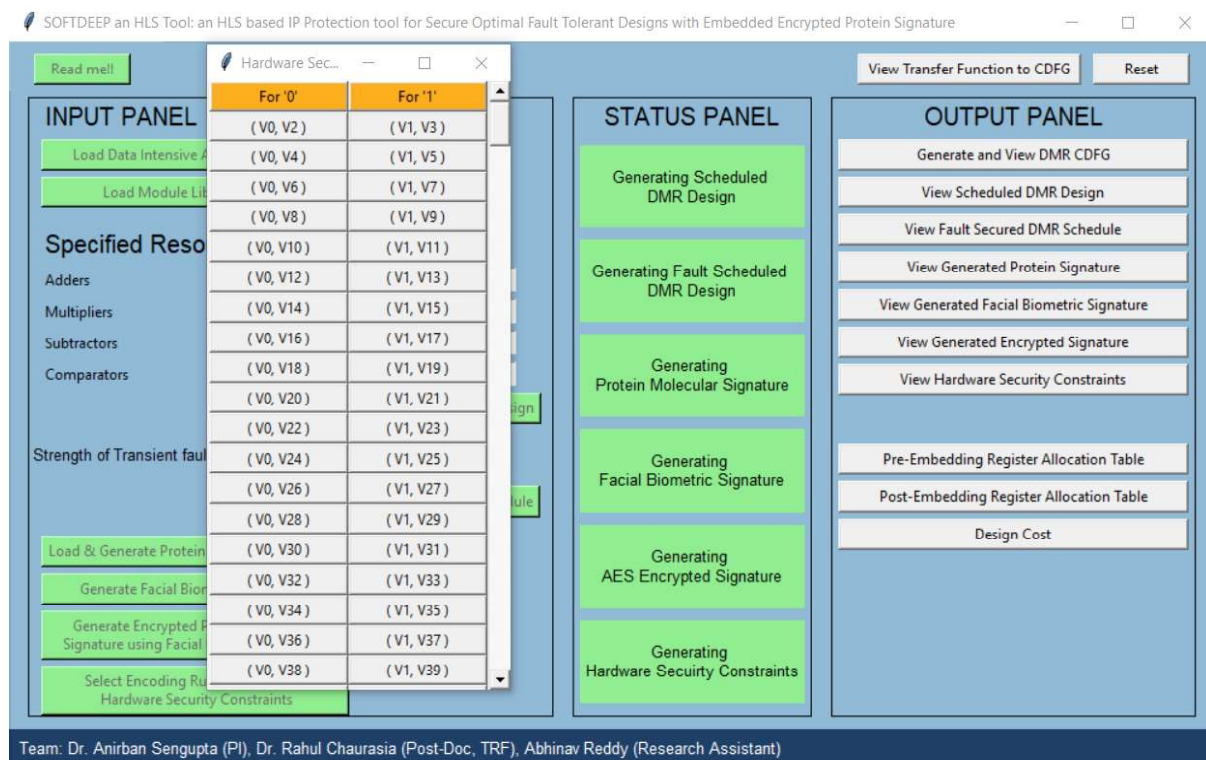 SOFTDEEP an HLS Tool: an HLS based IP Protection tool for Secure Optimal Fault Tolerant Designs with Embedded Encrypted Protein Signature
Read me!!
View Transfer Function to CDFG
Reset
INPUT PANEL
Load Data Intensive
Load Module
Specified
Adders
Multipliers
Subtractors
Comparators
Strength of Transient
Load & Generate Protein
Generate Facial
Generate Encrypted
Signature using Facial
Select Encoding
Hardware Security Constraints
Hardware Sec...
For '0' For '1'
( V0, V2 ) ( V1, V3 )
( V0, V4 ) ( V1, V5 )
( V0, V6 ) ( V1, V7 )
( V0, V8 ) ( V1, V9 )
( V0, V10 ) ( V1, V11 )
( V0, V12 ) ( V1, V13 )
( V0, V14 ) ( V1, V15 )
( V0, V16 ) ( V1, V17 )
( V0, V18 ) ( V1, V19 )
( V0, V20 ) ( V1, V21 )
( V0, V22 ) ( V1, V23 )
( V0, V24 ) ( V1, V25 )
( V0, V26 ) ( V1, V27 )
( V0, V28 ) ( V1, V29 )
( V0, V30 ) ( V1, V31 )
( V0, V32 ) ( V1, V33 )
( V0, V34 ) ( V1, V35 )
( V0, V36 ) ( V1, V37 )
( V0, V38 ) ( V1, V39 )
STATUS PANEL
Generating Scheduled
DMR Design
Generating Fault Scheduled
DMR Design
Generating
Protein Molecular Signature
Generating
Facial Biometric Signature
Generating
AES Encrypted Signature
Generating
Hardware Secuirty Constraints
OUTPUT PANEL
Generate and View DMR CDFG
View Scheduled DMR Design
View Fault Secured DMR Schedule
View Generated Protein Signature
View Generated Facial Biometric Signature
View Generated Encrypted Signature
View Hardware Security Constraints
Pre-Embedding Register Allocation Table
Post-Embedding Register Allocation Table
Design Cost
Team: Dr. Anirban Sengupta (PI), Dr. Rahul Chaurasia (Post-Doc, TRF), Abhinav Reddy (Research Assistant)